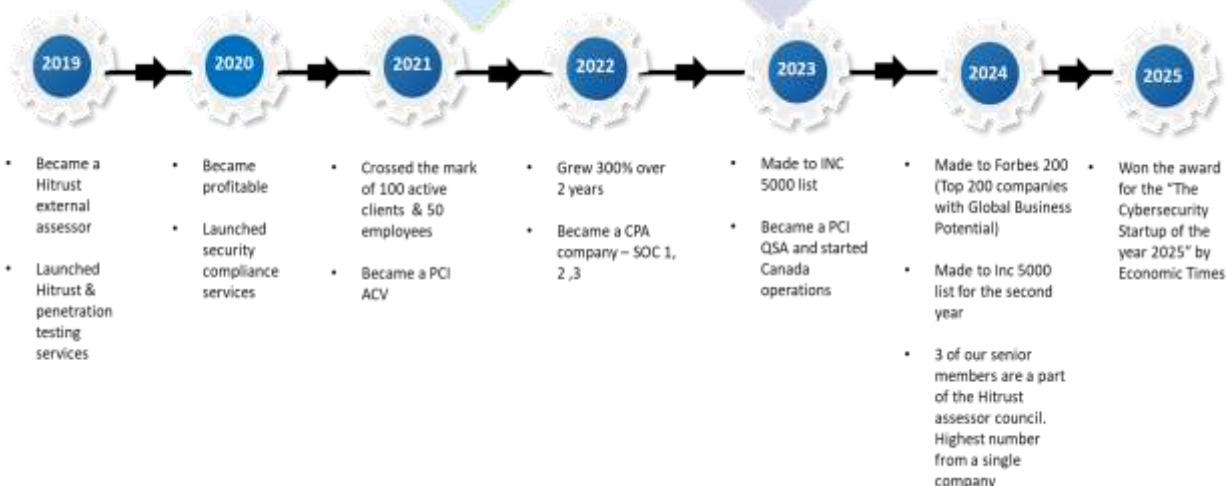 2019
2020
2021
2022
2023
2024
2025
• Became a
Hitrust
external
assessor
• Launched
Hitrust &
penetration
testing
services
• Became
profitable
• Launched
security
compliance
services
• Crossed the mark
of 100 active
clients & 50
employees
• Became a PCI
ACV
• Grew 300% over
2 years
• Became a CPA
company – SOC 1,
2 ,3
• Made to INC
5000 list
• Became a PCI
QSA and started
Canada
operations
• Made to Forbes 200
(Top 200 companies
with Global Business
Potential)
• Made to Inc 5000
list for the second
year
• 3 of our senior
members are a part
of the Hitrust
assessor council.
Highest number
from a single
company
• Won the award
for the "The
Cybersecurity
Startup of the
year 2025" by
Economic Times